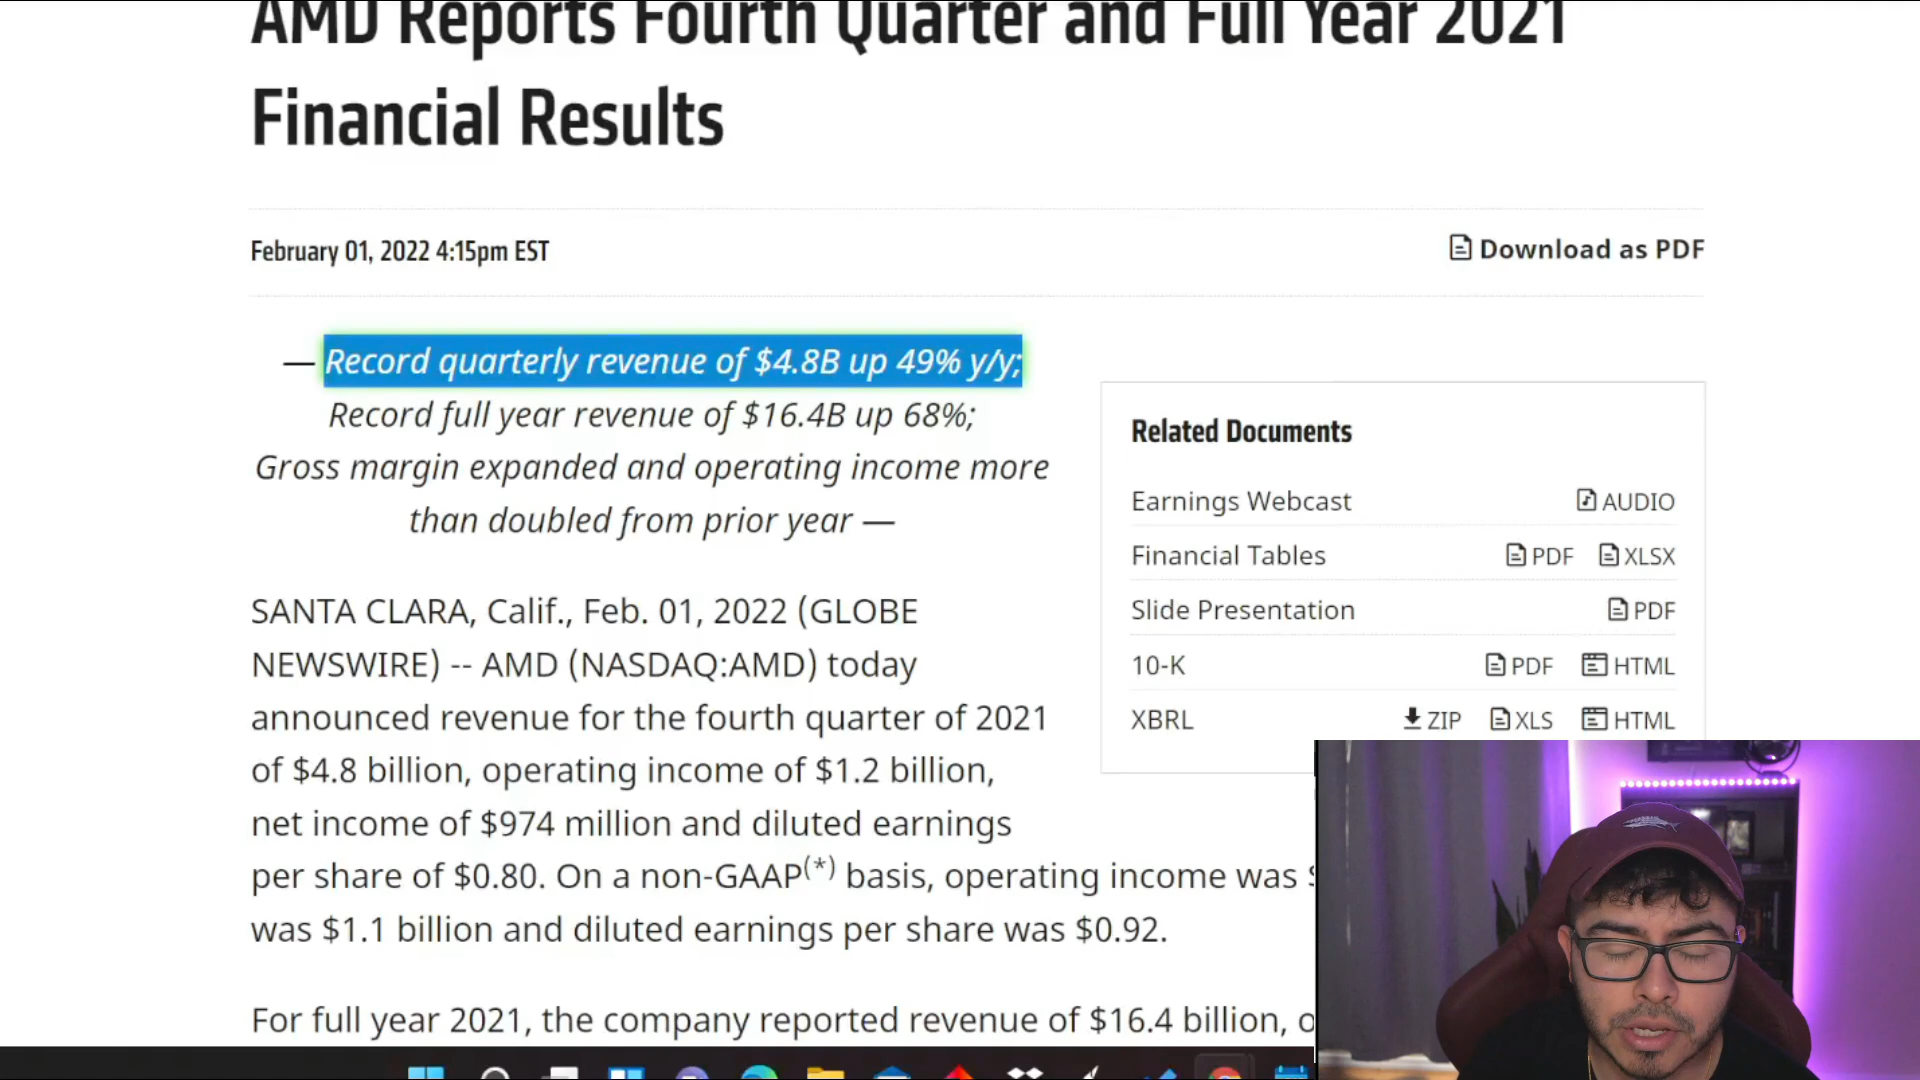 AMD Reports Fourth Quarter and Full Year 2021
Financial Results
February 01, 2022 4:15pm EST
Download as PDF
— Record quarterly revenue of $4.8B up 49% y/y;
Record full year revenue of $16.4B up 68%;
Gross margin expanded and operating income more
than doubled from prior year —
Related Documents
Earnings Webcast AUDIO
Financial Tables PDF XLSX
Slide Presentation PDF
10-K PDF HTML
XBRL ZIP XLS HTML
SANTA CLARA, Calif., Feb. 01, 2022 (GLOBE
NEWSWIRE) -- AMD (NASDAQ:AMD) today
announced revenue for the fourth quarter of 2021
of $4.8 billion, operating income of $1.2 billion,
net income of $974 million and diluted earnings
per share of $0.80. On a non-GAAP(*) basis, operating income was
was $1.1 billion and diluted earnings per share was $0.92.
For full year 2021, the company reported revenue of $16.4 billion,